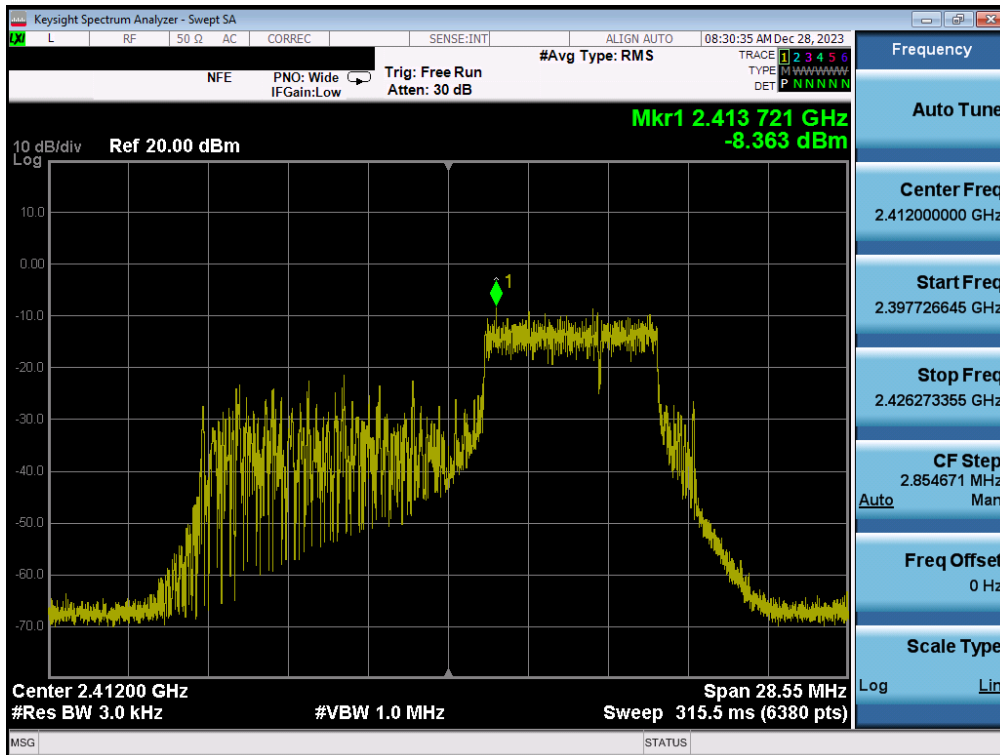 Keysight Spectrum Analyzer - Swept SA
LXI L RF 50 Ω AC CORREC SENSE:INT ALIGN AUTO 08:30:35 AM Dec 28, 2023
NFE PNO: Wide Trig: Free Run #Avg Type: RMS TRACE 1 2 3 4 5 6
IFGain:Low Atten: 30 dB TYPE M W W W W W
DET P N N N N N
Mkr1 2.413 721 GHz
-8.363 dBm
10 dB/div Ref 20.00 dBm
Log
10.0
0.00
-10.0
-20.0
-30.0
-40.0
-50.0
-60.0
-70.0
1
Center 2.41200 GHz Span 28.55 MHz
#Res BW 3.0 kHz #VBW 1.0 MHz Sweep 315.5 ms (6380 pts)
MSG STATUS
Frequency
Auto Tune
Center Freq
2.412000000 GHz
Start Freq
2.397726645 GHz
Stop Freq
2.426273355 GHz
CF Step
2.854671 MHz
Auto Man
Freq Offset
0 Hz
Scale Type
Log Lin